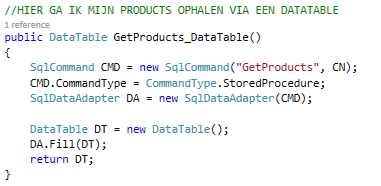 //HIER GA IK MIJN PRODUCTS OPHALEN VIA EEN DATATABLE
1 reference
public DataTable GetProducts_DataTable()
{
    SqlCommand CMD = new SqlCommand("GetProducts", CN);
    CMD.CommandType = CommandType.StoredProcedure;
    SqlDataAdapter DA = new SqlDataAdapter(CMD);

    DataTable DT = new DataTable();
    DA.Fill(DT);
    return DT;
}